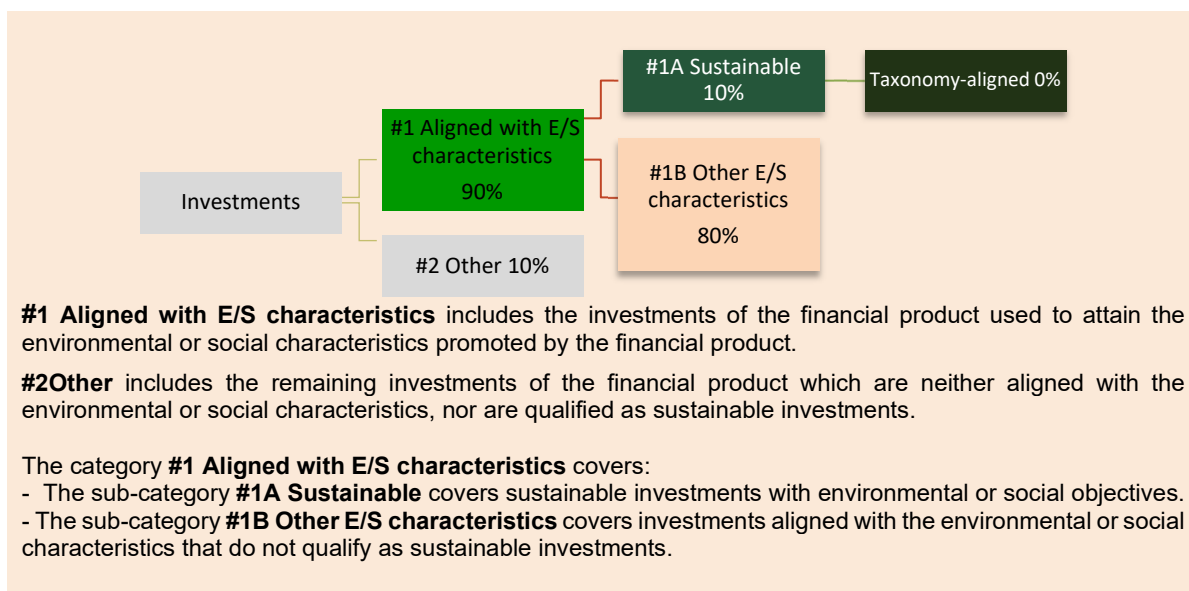 #1A Sustainable
10%
Taxonomy-aligned 0%
#1 Aligned with E/S
characteristics
90%
#1B Other E/S
characteristics
80%
Investments
#2 Other 10%
#1 Aligned with E/S characteristics includes the investments of the financial product used to attain the
environmental or social characteristics promoted by the financial product.
#2Other includes the remaining investments of the financial product which are neither aligned with the
environmental or social characteristics, nor are qualified as sustainable investments.
The category #1 Aligned with E/S characteristics covers:
- The sub-category #1A Sustainable covers sustainable investments with environmental or social objectives.
- The sub-category #1B Other E/S characteristics covers investments aligned with the environmental or social
characteristics that do not qualify as sustainable investments.